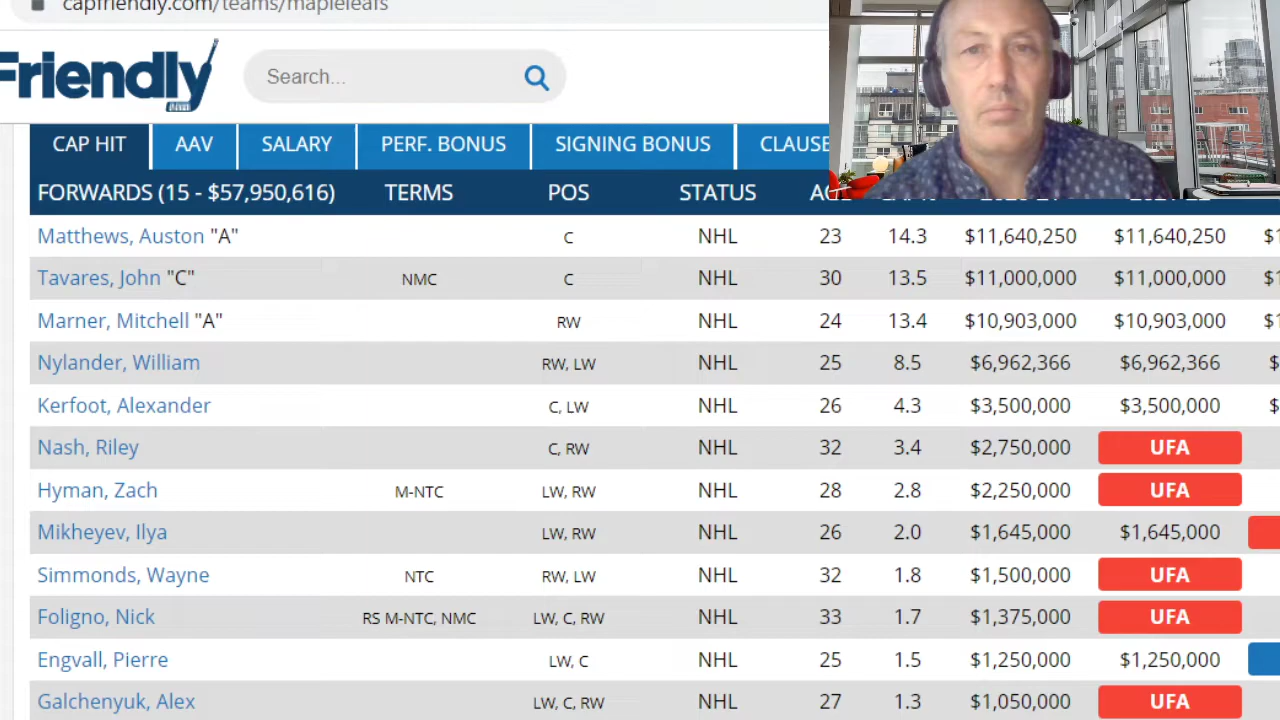 capfriendly.com/teams/mapleleafs
Friendly Search...
CAP HIT AAV SALARY PERF. BONUS SIGNING BONUS CLAUSE
FORWARDS (15 - $57,950,616) TERMS POS STATUS
Matthews, Auston "A" C NHL 23 14.3 $11,640,250 $11,640,250 $1
Tavares, John "C" NMC C NHL 30 13.5 $11,000,000 $11,000,000 $1
Marner, Mitchell "A" RW NHL 24 13.4 $10,903,000 $10,903,000 $1
Nylander, William RW, LW NHL 25 8.5 $6,962,366 $6,962,366 $
Kerfoot, Alexander C, LW NHL 26 4.3 $3,500,000 $3,500,000 $
Nash, Riley C, RW NHL 32 3.4 $2,750,000 UFA
Hyman, Zach M-NTC LW, RW NHL 28 2.8 $2,250,000 UFA
Mikheyev, Ilya LW, RW NHL 26 2.0 $1,645,000 $1,645,000
Simmonds, Wayne NTC RW, LW NHL 32 1.8 $1,500,000 UFA
Foligno, Nick RS M-NTC, NMC LW, C, RW NHL 33 1.7 $1,375,000 UFA
Engvall, Pierre LW, C NHL 25 1.5 $1,250,000 $1,250,000
Galchenyuk, Alex LW, C, RW NHL 27 1.3 $1,050,000 UFA